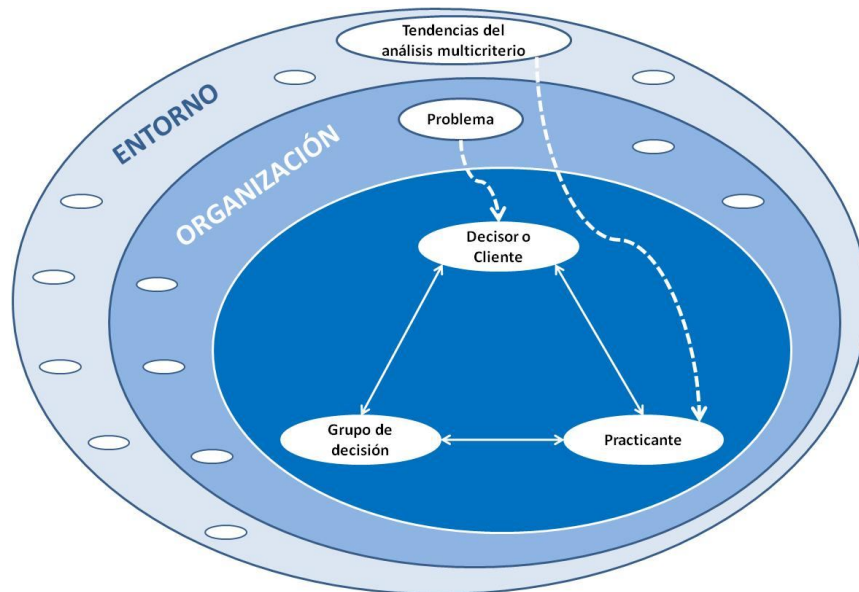 Tendencias del
análisis multicriterio
ENTORNO
ORGANIZACIÓN
Problema
Decisor o
Cliente
Grupo de
decisión
Practicante